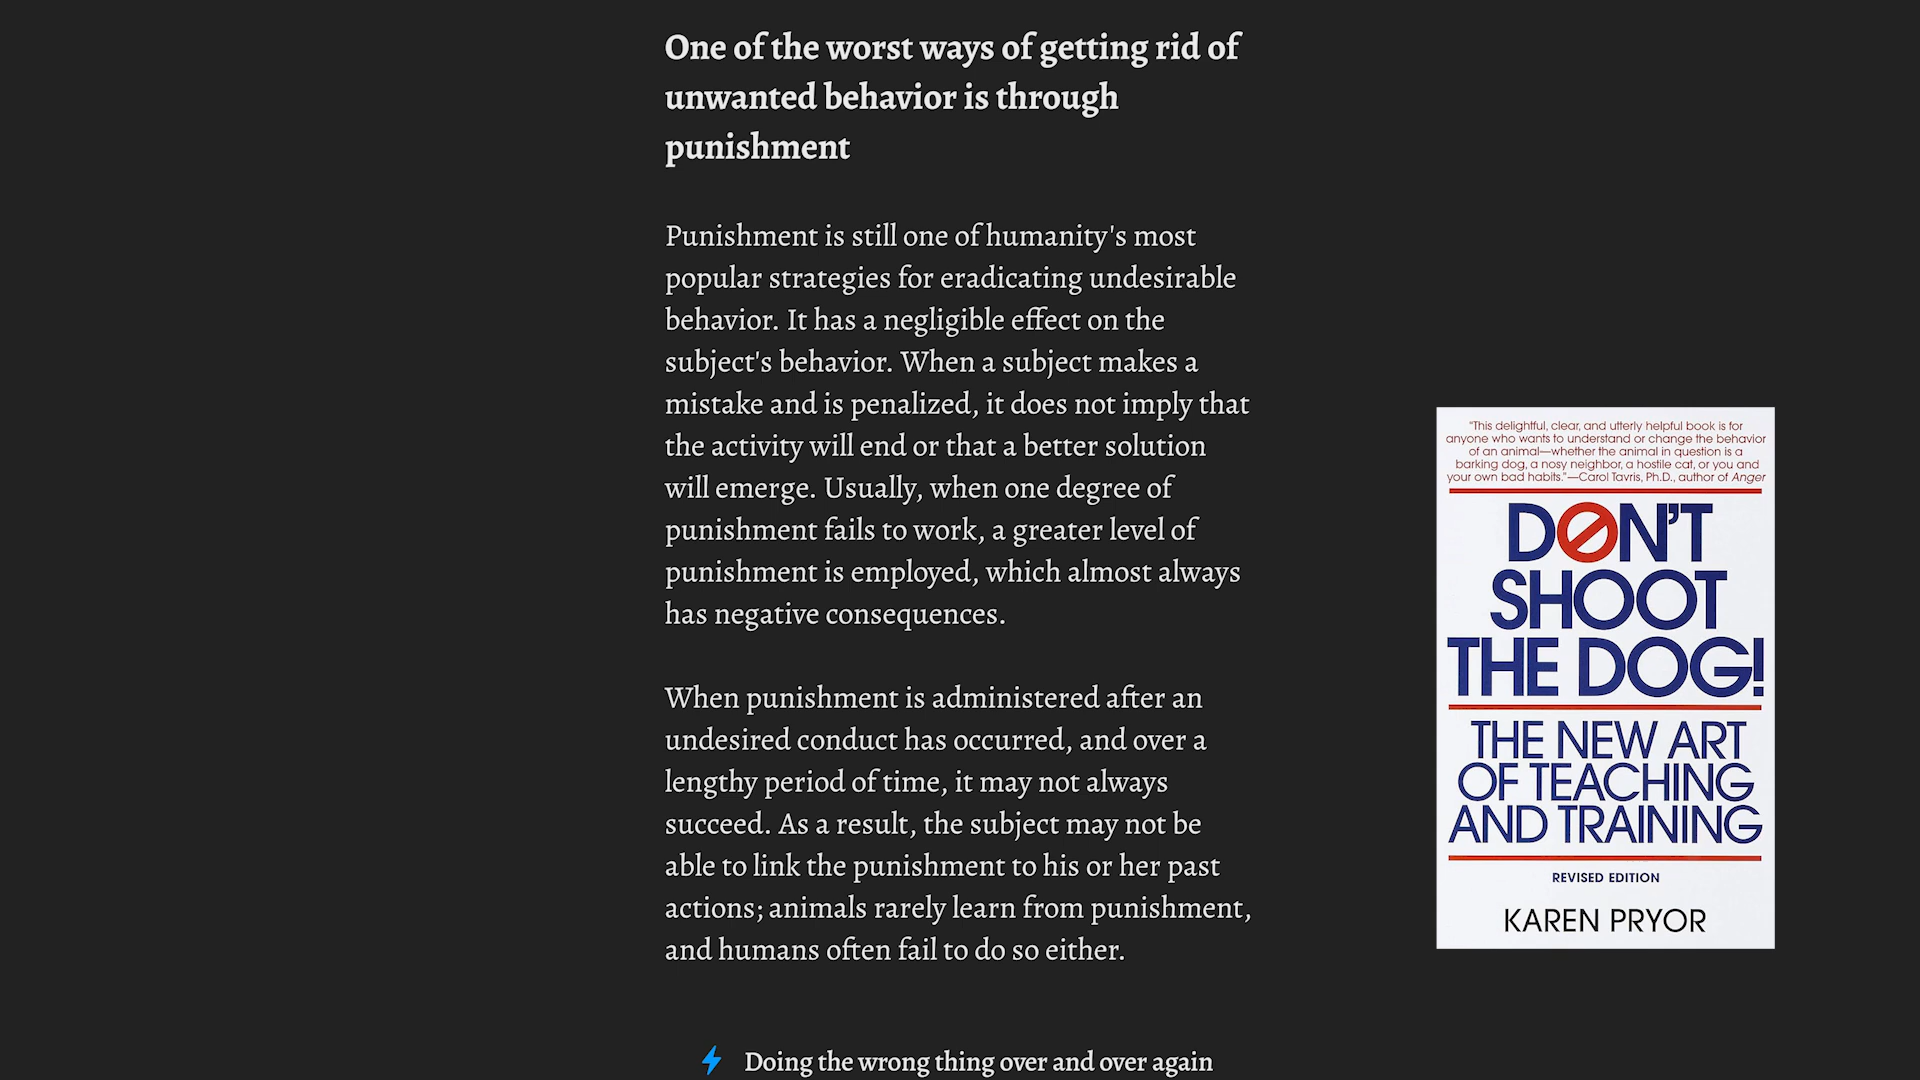 One of the worst ways of getting rid of
unwanted behavior is through
punishment
Punishment is still one of humanity's most
popular strategies for eradicating undesirable
behavior. It has a negligible effect on the
subject's behavior. When a subject makes a
mistake and is penalized, it does not imply that
the activity will end or that a better solution
will emerge. Usually, when one degree of
punishment fails to work, a greater level of
punishment is employed, which almost always
has negative consequences.
When punishment is administered after an
undesired conduct has occurred, and over a
lengthy period of time, it may not always
succeed. As a result, the subject may not be
able to link the punishment to his or her past
actions; animals rarely learn from punishment,
and humans often fail to do so either.
Doing the wrong thing over and over again
"This delightful, clear, and utterly helpful book is for
anyone who wants to understand or change the behavior
of an animal—whether the animal in question is a
barking dog, a nosy neighbor, a hostile cat, or you and
your own bad habits."—Carol Tavris, Ph.D., author of Anger
DON'T
SHOOT
THE DOG!
THE NEW ART
OF TEACHING
AND TRAINING
REVISED EDITION
KAREN PRYOR